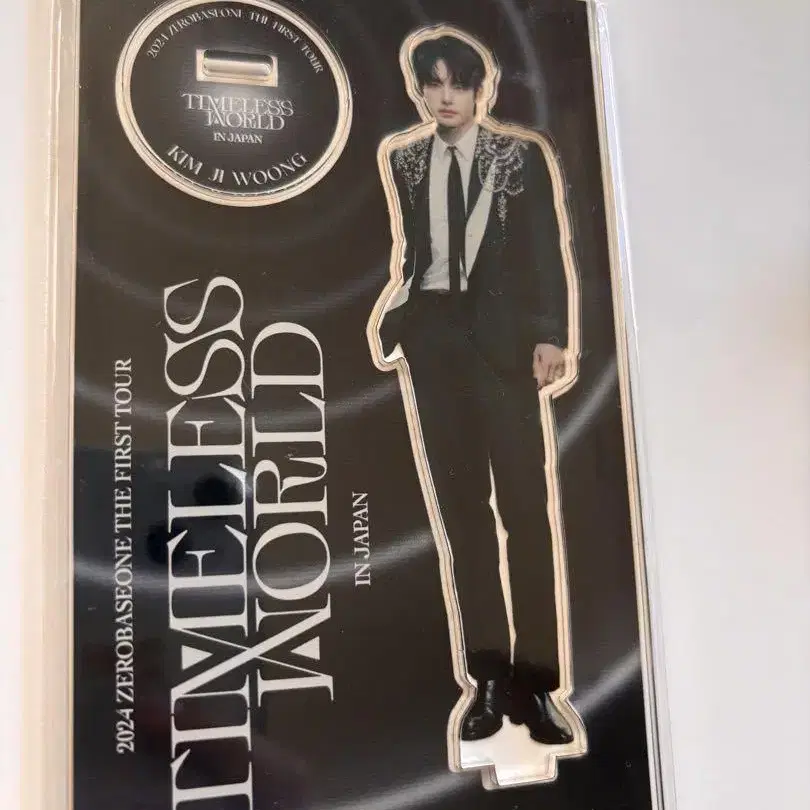 2024 ZEROBASEONE THE FIRST TOUR
TIMELESS
WORLD
IN JAPAN
KIM JI WOONG
2024 ZEROBASEONE THE FIRST TOUR
TIMELESS
WORLD
IN JAPAN